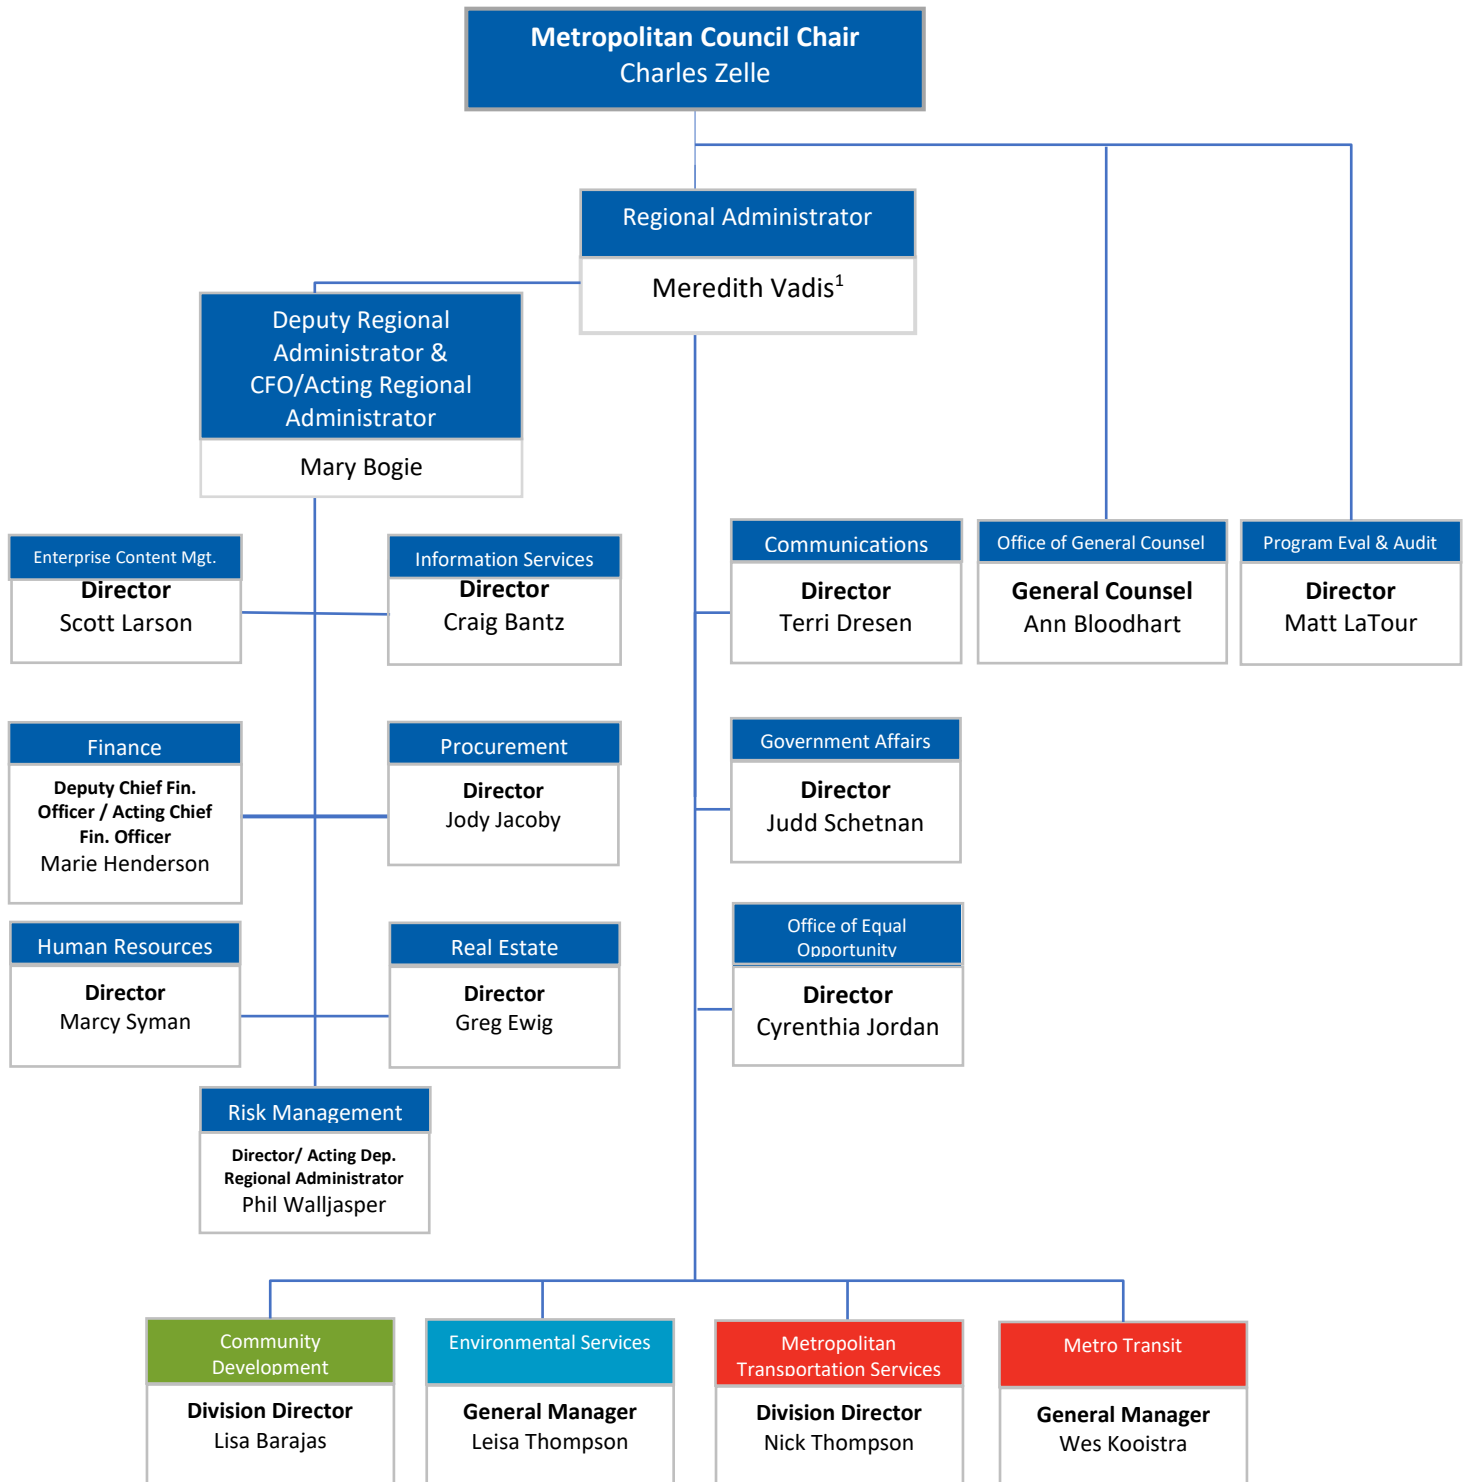 Metropolitan Council Chair
Charles Zelle
Regional Administrator
Meredith Vadis¹
Deputy Regional
Administrator &
CFO/Acting Regional
Administrator
Mary Bogie
Enterprise Content Mgt.
Director
Scott Larson
Information Services
Director
Craig Bantz
Communications
Director
Terri Dresen
Office of General Counsel
General Counsel
Ann Bloodhart
Program Eval & Audit
Director
Matt LaTour
Finance
Deputy Chief Fin.
Officer / Acting Chief
Fin. Officer
Marie Henderson
Procurement
Director
Jody Jacoby
Government Affairs
Director
Judd Schetnan
Human Resources
Director
Marcy Syman
Real Estate
Director
Greg Ewig
Office of Equal
Opportunity
Director
Cyrenthia Jordan
Risk Management
Director/ Acting Dep.
Regional Administrator
Phil Walljasper
Community
Development
Division Director
Lisa Barajas
Environmental Services
General Manager
Leisa Thompson
Metropolitan
Transportation Services
Division Director
Nick Thompson
Metro Transit
General Manager
Wes Kooistra